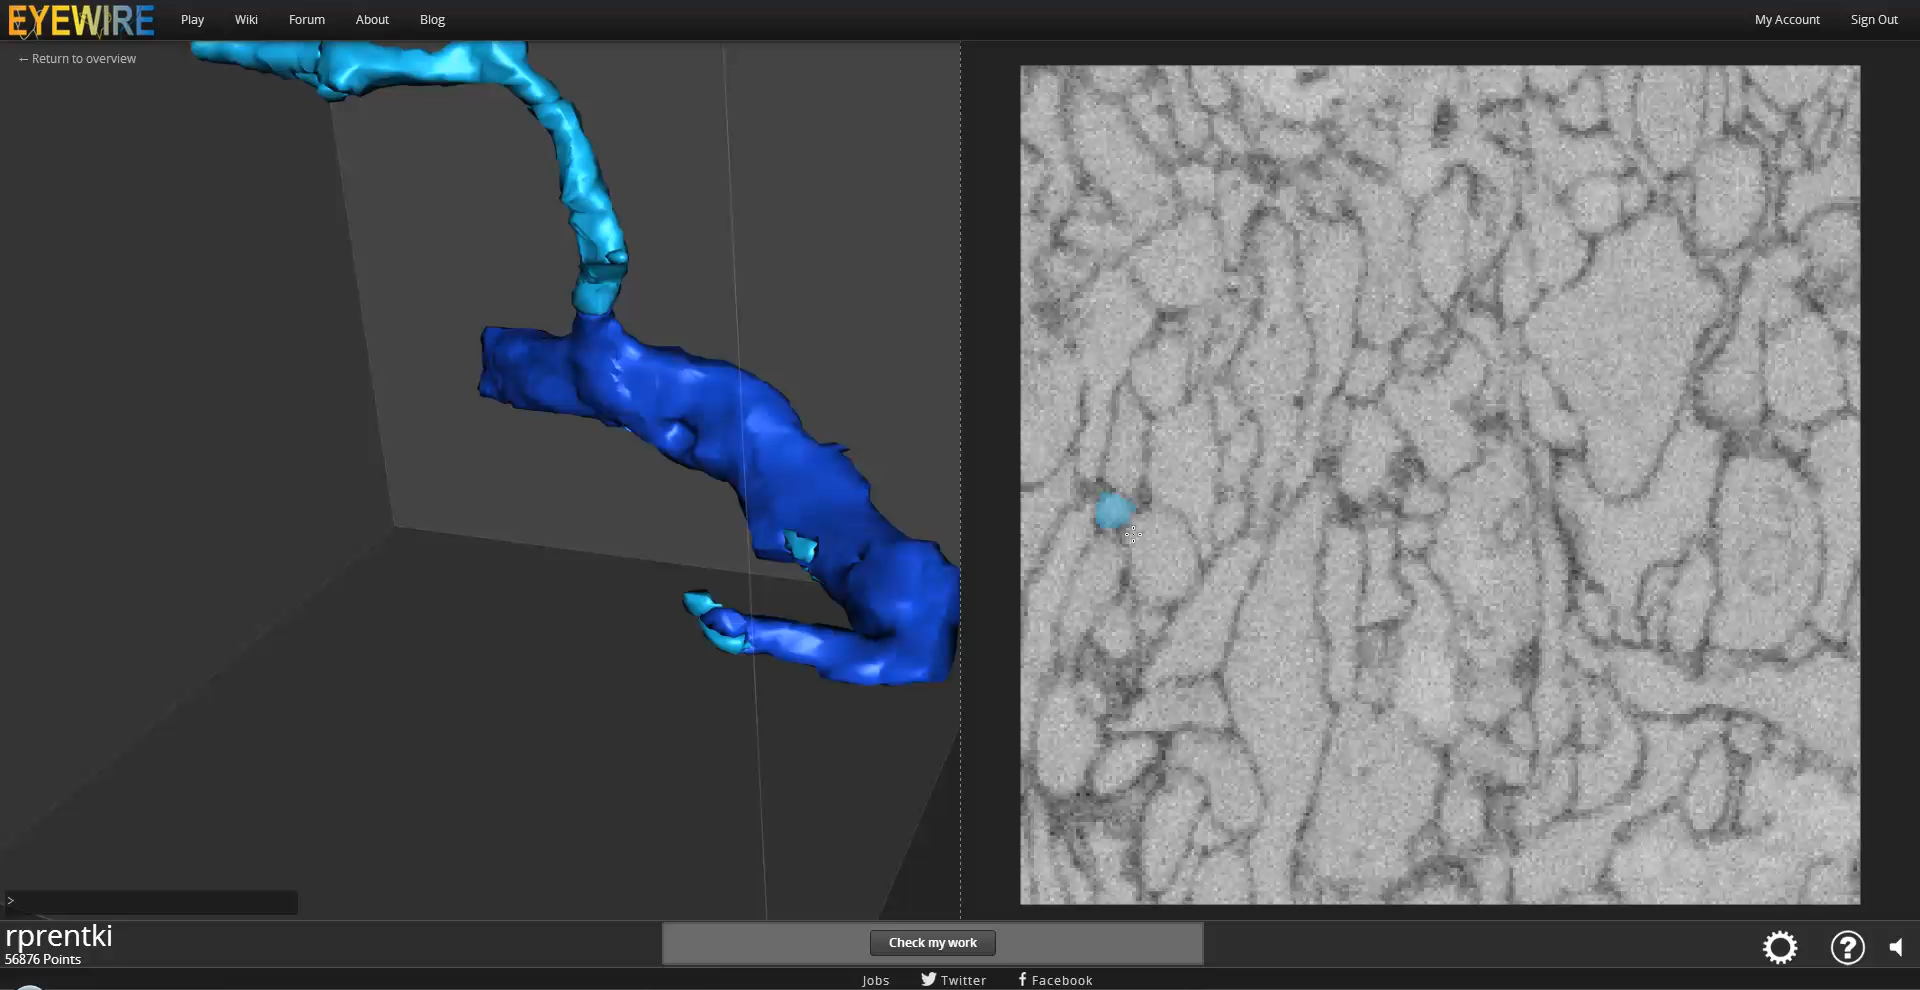 EYEWIRE Play Wiki Forum About Blog My Account Sign Out
← Return to overview
>
rprentki
56876 Points
Check my work
?
Jobs Twitter Facebook